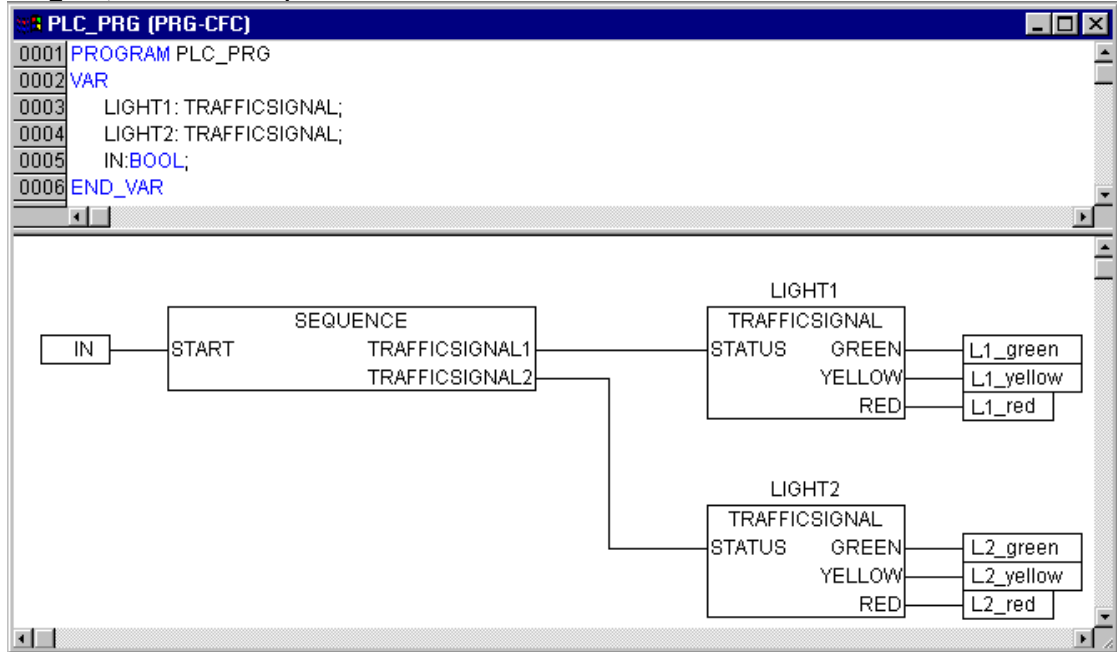 PLC_PRG (PRG-CFC)
0001 PROGRAM PLC_PRG
0002 VAR
0003 LIGHT1: TRAFFICSIGNAL;
0004 LIGHT2: TRAFFICSIGNAL;
0005 IN:BOOL;
0006 END_VAR
LIGHT1
SEQUENCE TRAFFICSIGNAL
IN START TRAFFICSIGNAL1 STATUS GREEN L1_green
TRAFFICSIGNAL2 YELLOW L1_yellow
RED L1_red
LIGHT2
TRAFFICSIGNAL
STATUS GREEN L2_green
YELLOW L2_yellow
RED L2_red